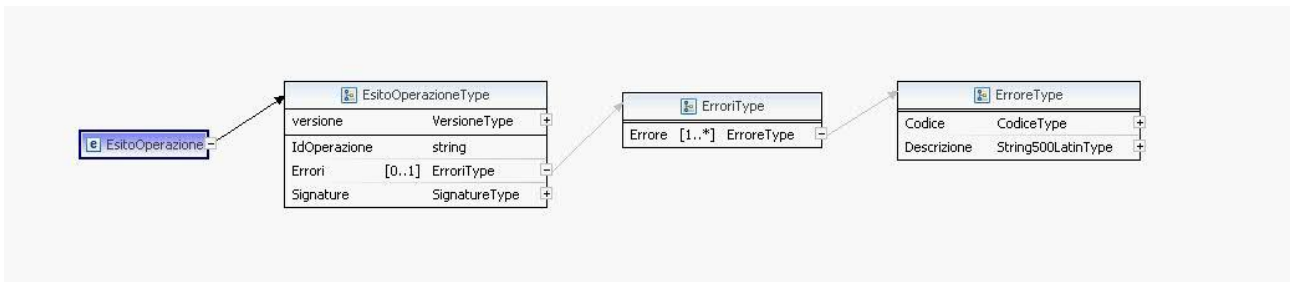 EsitoOperazione
EsitoOperazioneType
versione VersioneType
IdOperazione string
Errori [0..1] ErroriType
Signature SignatureType
ErroriType
Errore [1..*] ErroreType
ErroreType
Codice CodiceType
Descrizione String500LatinType